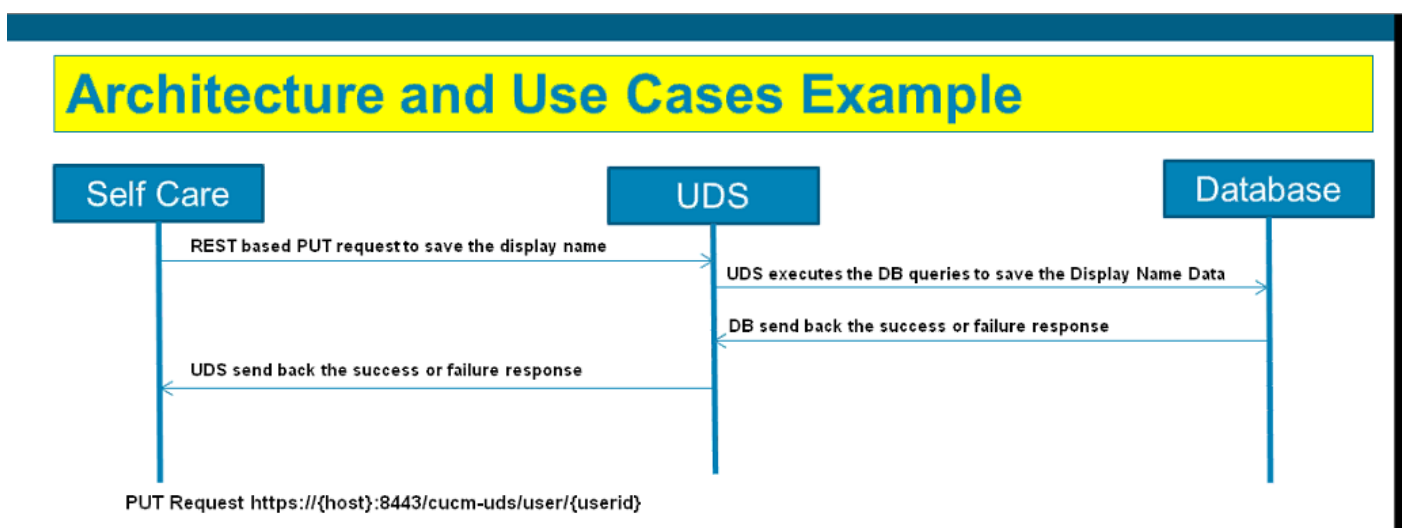 Architecture and Use Cases Example
Self Care
UDS
Database
REST based PUT request to save the display name
UDS executes the DB queries to save the Display Name Data
DB send back the success or failure response
UDS send back the success or failure response
PUT Request https://{host}:8443/cucm-uds/user/{userid}